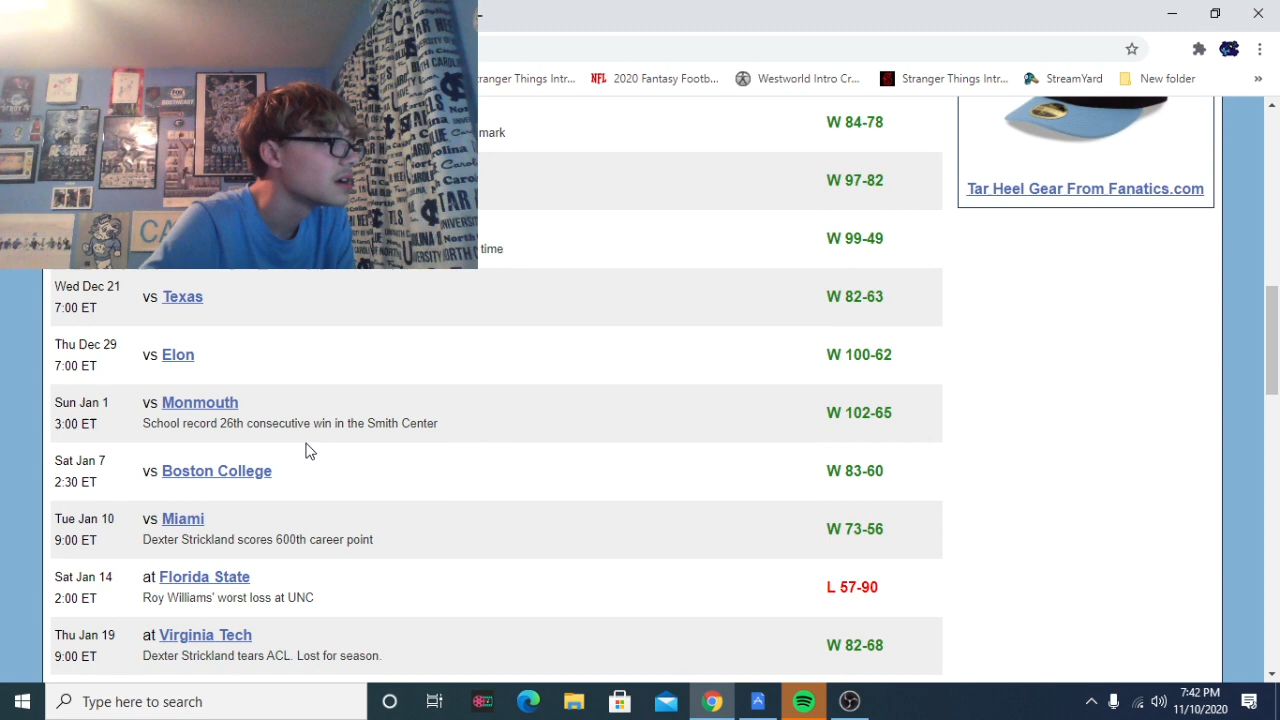 tranger Things Intr...
NFL 2020 Fantasy Footb...
Westworld Intro Cr...
Stranger Things Intr...
StreamYard
New folder
»
mark
W 84-78
W 97-82
time
W 99-49
Tar Heel Gear From Fanatics.com
Wed Dec 21
7:00 ET
vs Texas
W 82-63
Thu Dec 29
7:00 ET
vs Elon
W 100-62
Sun Jan 1
3:00 ET
vs Monmouth
School record 26th consecutive win in the Smith Center
W 102-65
Sat Jan 7
2:30 ET
vs Boston College
W 83-60
Tue Jan 10
9:00 ET
vs Miami
Dexter Strickland scores 600th career point
W 73-56
Sat Jan 14
2:00 ET
at Florida State
Roy Williams' worst loss at UNC
L 57-90
Thu Jan 19
9:00 ET
at Virginia Tech
Dexter Strickland tears ACL. Lost for season.
W 82-68
Type here to search
7:42 PM
11/10/2020